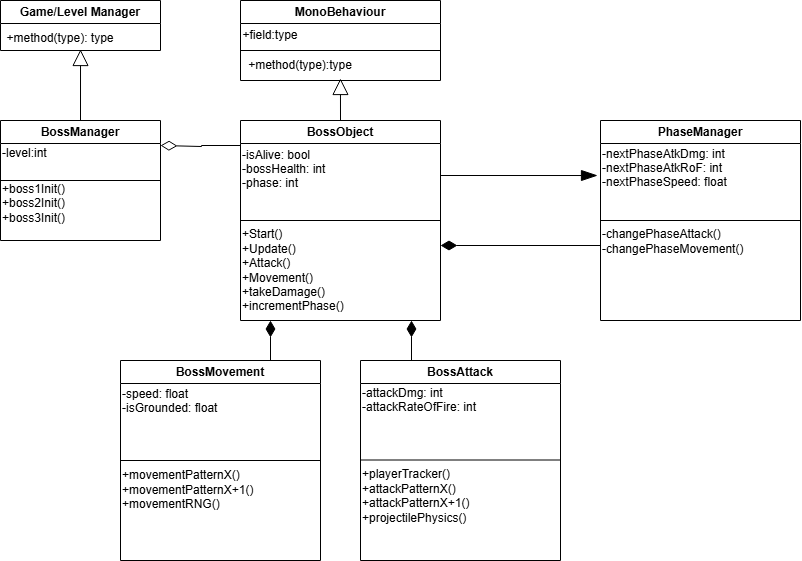 Game/Level Manager
+method(type): type
MonoBehaviour
+field:type
+method(type):type
BossManager
-level:int
+boss1Init()
+boss2Init()
+boss3Init()
BossObject
-isAlive: bool
-bossHealth: int
-phase: int
+Start()
+Update()
+Attack()
+Movement()
+takeDamage()
+incrementPhase()
PhaseManager
-nextPhaseAtkDmg: int
-nextPhaseAtkRoF: int
-nextPhaseSpeed: float
-changePhaseAttack()
-changePhaseMovement()
BossMovement
-speed: float
-isGrounded: float
+movementPatternX()
+movementPatternX+1()
+movementRNG()
BossAttack
-attackDmg: int
-attackRateOfFire: int
+playerTracker()
+attackPatternX()
+attackPatternX+1()
+projectilePhysics()